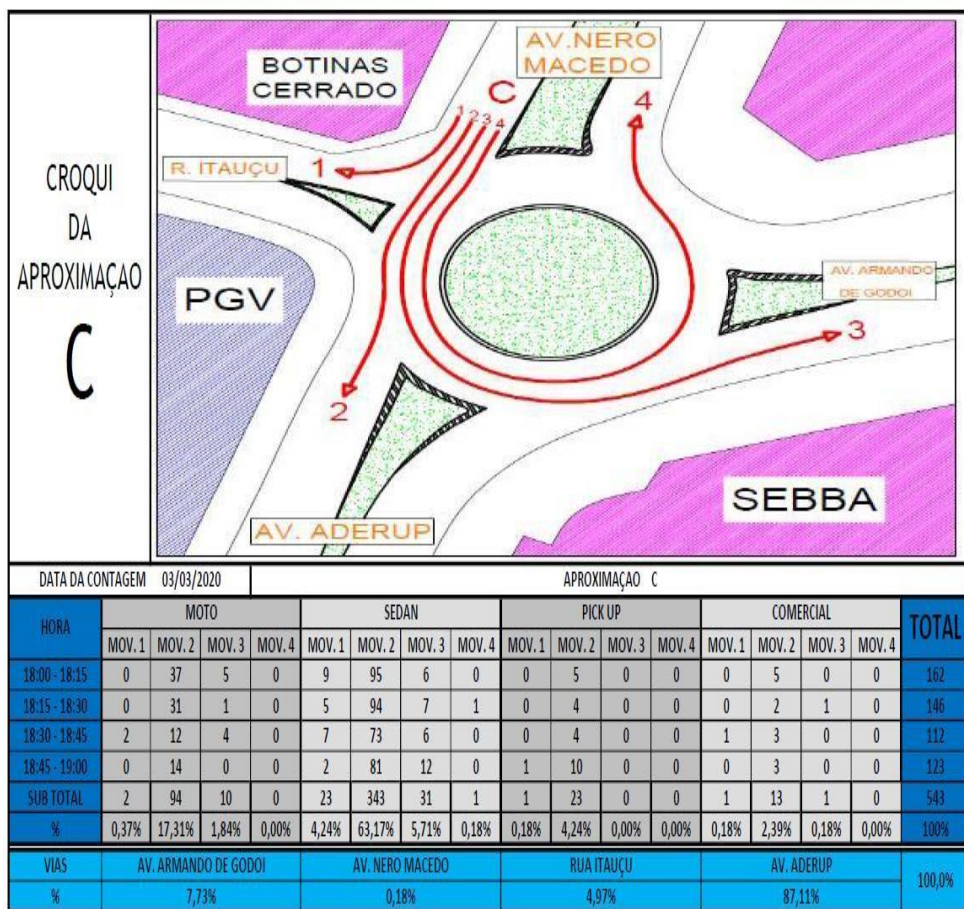 CROQUI
DA
APROXIMAÇAO
C
BOTINAS
CERRADO
AV.NERO
MACEDO
C
1 2 3 4
4
R. ITAUÇU
1
PGV
AV. ARMANDO
DE GODOI
3
2
SEBBA
AV. ADERUP
DATA DA CONTAGEM 03/03/2020 APROXIMAÇAO C
HORA MOTO SEDAN PICK UP COMERCIAL TOTAL
MOV. 1 MOV. 2 MOV. 3 MOV. 4 MOV. 1 MOV. 2 MOV. 3 MOV. 4 MOV. 1 MOV. 2 MOV. 3 MOV. 4 MOV. 1 MOV. 2 MOV. 3 MOV. 4
18:00 - 18:15 0 37 5 0 9 95 6 0 0 5 0 0 0 5 0 0 162
18:15 - 18:30 0 31 1 0 5 94 7 1 0 4 0 0 0 2 1 0 146
18:30 - 18:45 2 12 4 0 7 73 6 0 0 4 0 0 1 3 0 0 112
18:45 - 19:00 0 14 0 0 2 81 12 0 1 10 0 0 0 3 0 0 123
SUB TOTAL 2 94 10 0 23 343 31 1 1 23 0 0 1 13 1 0 543
% 0,37% 17,31% 1,84% 0,00% 4,24% 63,17% 5,71% 0,18% 0,18% 4,24% 0,00% 0,00% 0,18% 2,39% 0,18% 0,00% 100%
VIAS AV. ARMANDO DE GODOI AV. NERO MACEDO RUA ITAUÇU AV. ADERUP 100,0%
% 7,73% 0,18% 4,97% 87,11%